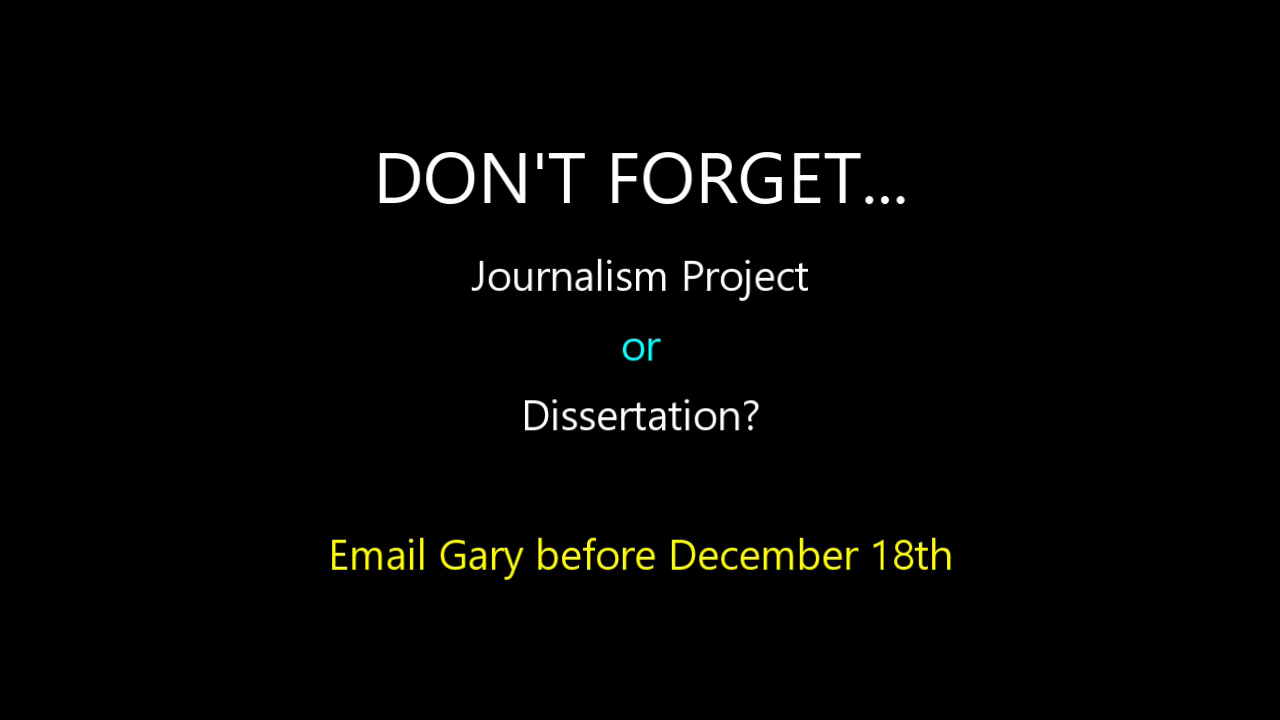 DON'T FORGET...
Journalism Project
or
Dissertation?
Email Gary before December 18th